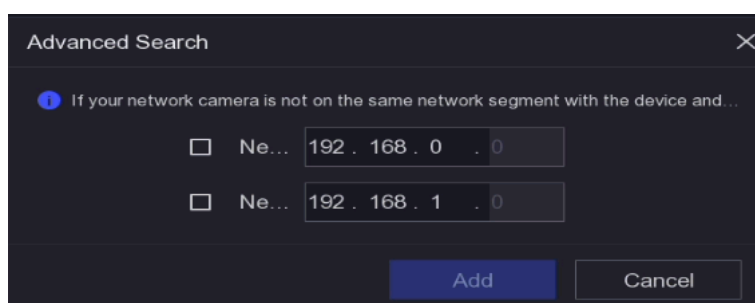 Advanced Search
If your network camera is not on the same network segment with the device and...
Ne... 192 . 168 . 0 . 0
Ne... 192 . 168 . 1 . 0
Add Cancel